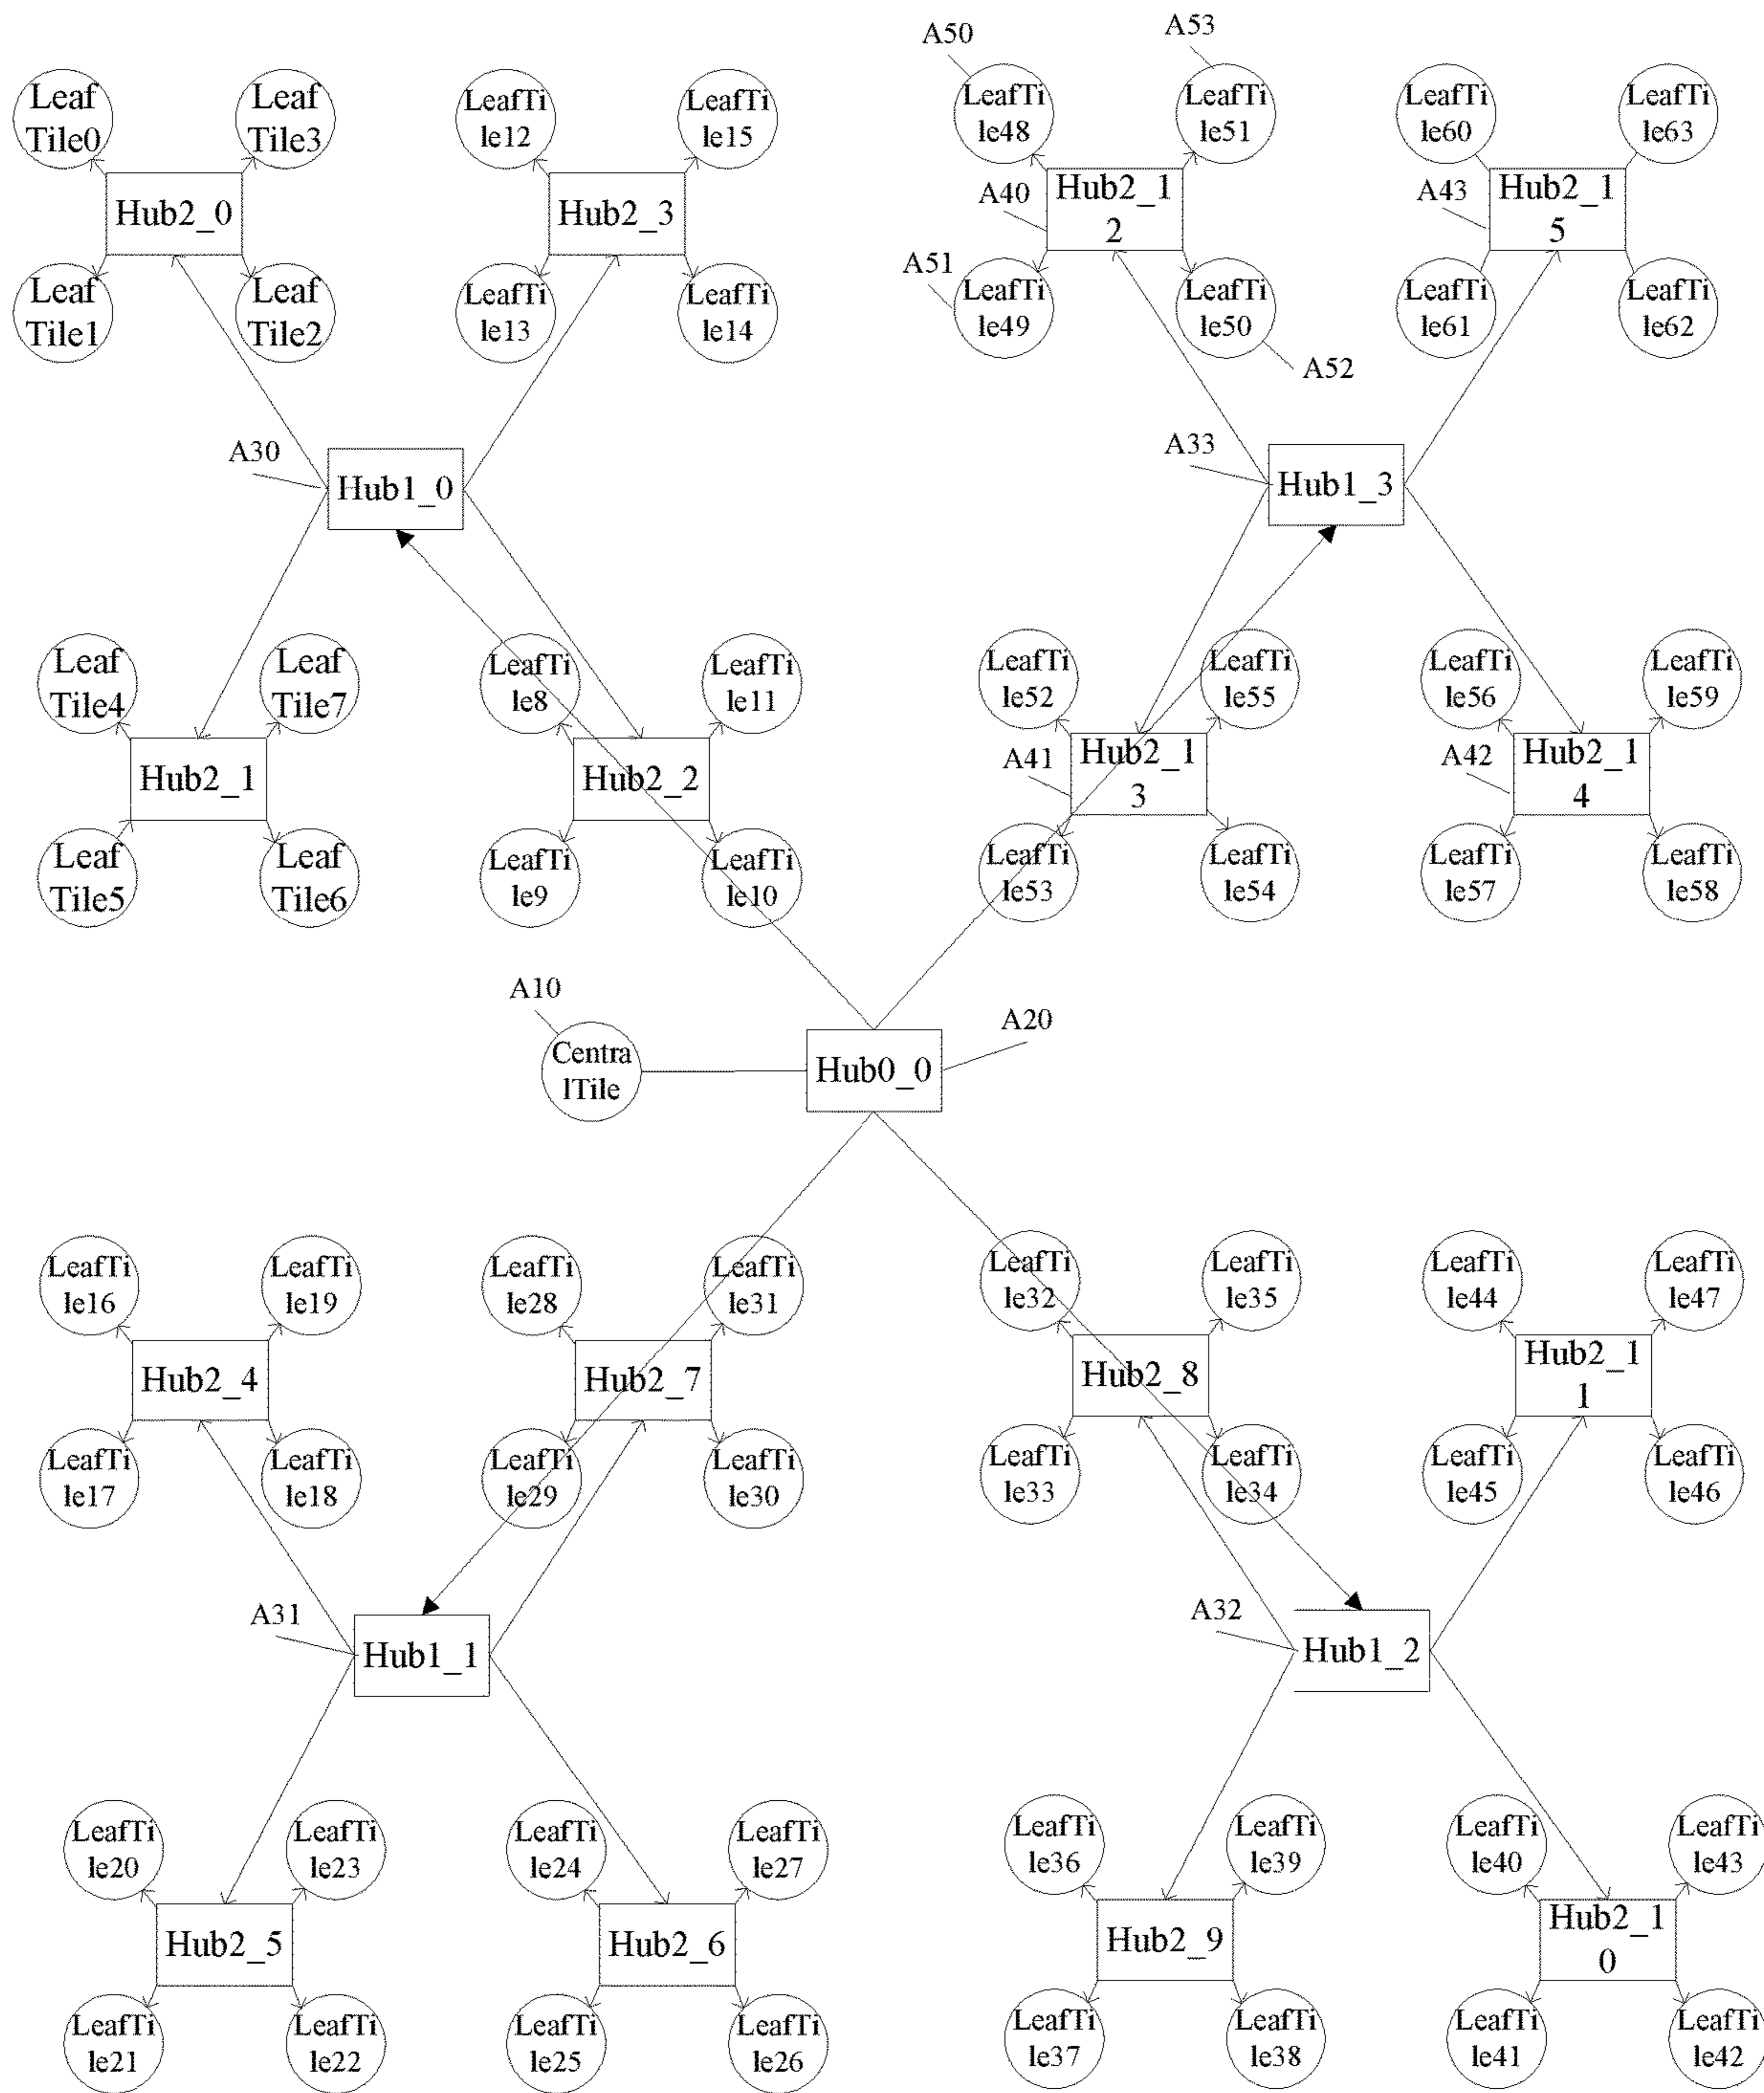 A50
A53
Leaf
Tile0
Leaf
Tile3
LeafTi
le12
LeafTi
le15
LeafTi
le48
LeafTi
le51
LeafTi
le60
LeafTi
le63
Hub2_0
Hub2_3
A40
Hub2_1
2
A43
Hub2_1
5
Leaf
Tile1
Leaf
Tile2
LeafTi
le13
LeafTi
le14
A51
LeafTi
le49
LeafTi
le50
LeafTi
le61
LeafTi
le62
A52
A30
Hub1_0
A33
Hub1_3
Leaf
Tile4
Leaf
Tile7
LeafTi
le8
LeafTi
le11
LeafTi
le52
LeafTi
le55
LeafTi
le56
LeafTi
le59
Hub2_1
Hub2_2
A41
Hub2_1
3
A42
Hub2_1
4
Leaf
Tile5
Leaf
Tile6
LeafTi
le9
LeafTi
le10
LeafTi
le53
LeafTi
le54
LeafTi
le57
LeafTi
le58
A10
Centra
lTile
Hub0_0
A20
LeafTi
le16
LeafTi
le19
LeafTi
le28
LeafTi
le31
LeafTi
le32
LeafTi
le35
LeafTi
le44
LeafTi
le47
Hub2_4
Hub2_7
Hub2_8
Hub2_1
1
LeafTi
le17
LeafTi
le18
LeafTi
le29
LeafTi
le30
LeafTi
le33
LeafTi
le34
LeafTi
le45
LeafTi
le46
A31
Hub1_1
A32
Hub1_2
LeafTi
le20
LeafTi
le23
LeafTi
le24
LeafTi
le27
LeafTi
le36
LeafTi
le39
LeafTi
le40
LeafTi
le43
Hub2_5
Hub2_6
Hub2_9
Hub2_1
0
LeafTi
le21
LeafTi
le22
LeafTi
le25
LeafTi
le26
LeafTi
le37
LeafTi
le38
LeafTi
le41
LeafTi
le42